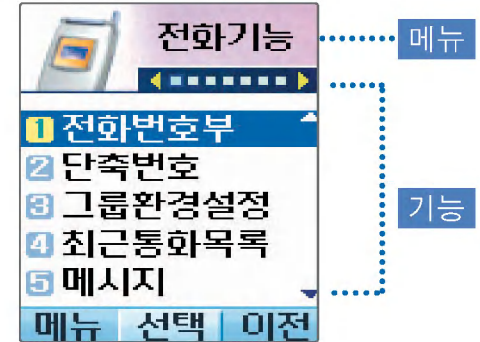 전화기능
메뉴
1 전화번호부
2 단축번호
3 그룹환경설정
4 최근통화목록
5 메시지
기능
메뉴 선택 이전